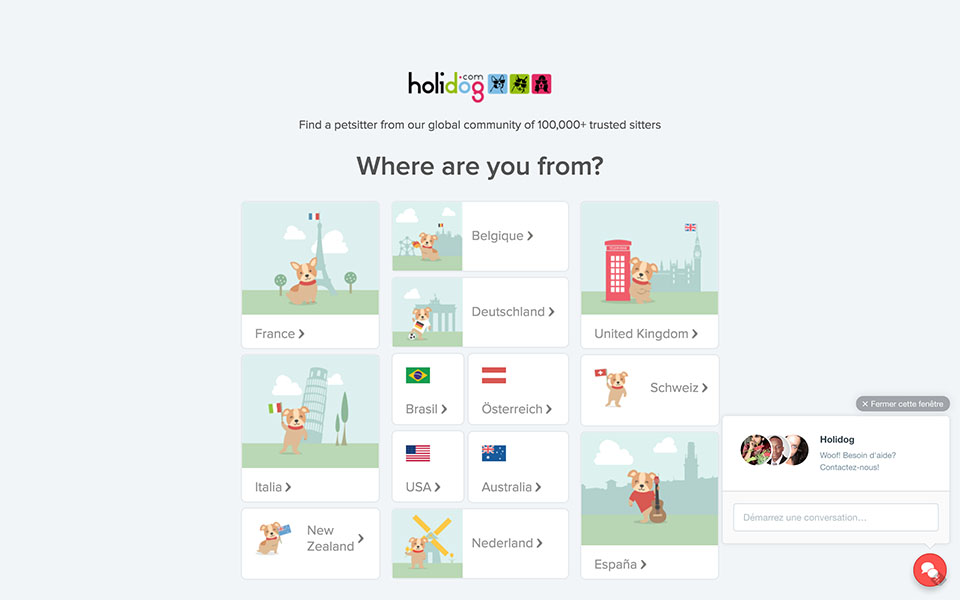 holidog.com
Find a petsitter from our global community of 100,000+ trusted sitters
Where are you from?
France
Belgique
Deutschland
United Kingdom
Italia
Brasil
Österreich
Schweiz
USA
Australia
New
Zealand
Nederland
España
× Fermer cette fenêtre
Holidog
Woof! Besoin d'aide?
Contactez-nous!
Démarrez une conversation…